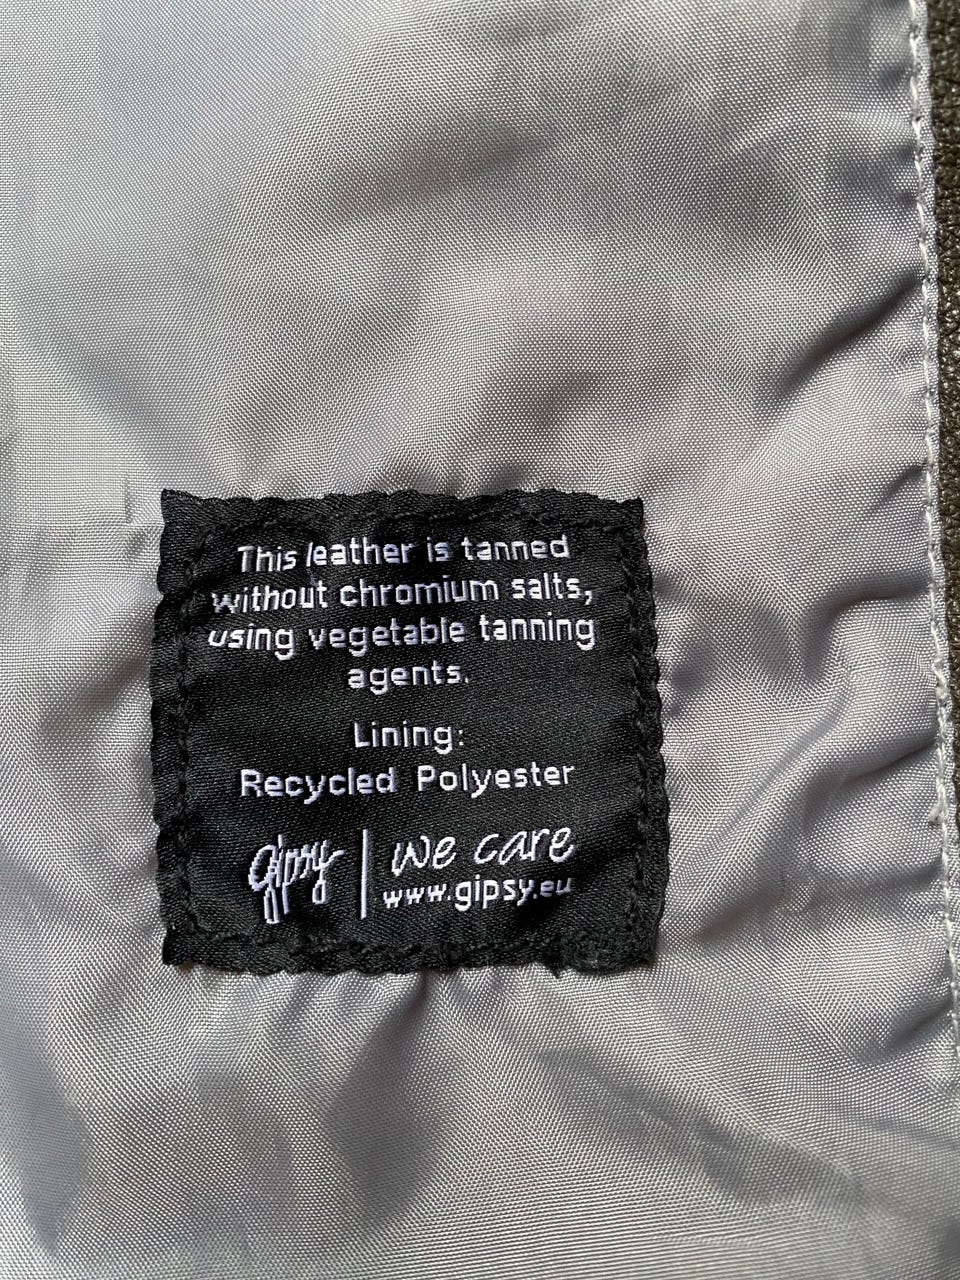 This leather is tanned
without chromium salts,
using vegetable tanning
agents.
Lining:
Recycled Polyester
gipsy | we care
www.gipsy.eu